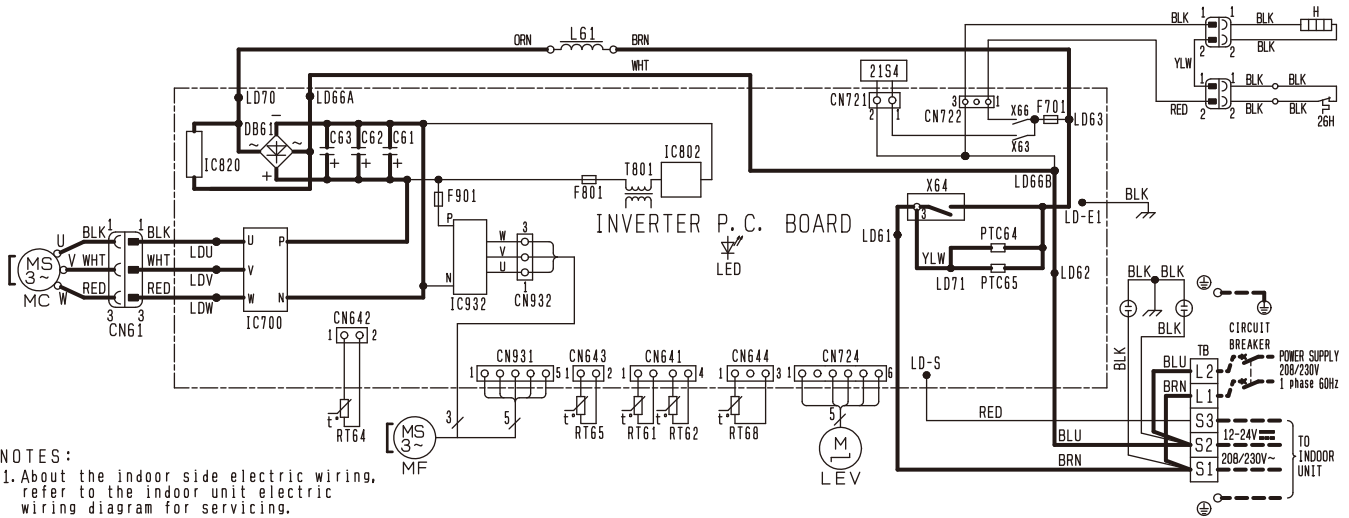 ORN L61 BRN
WHT
BLK 1 1 BLK H
2 2 BLK
YLW
1 1 BLK BLK
RED 2 2 BLK BLK
26H
21S4
CN721
2 1
3 1
CN722
X66 F701
X63
LD63
LD70 LD66A
DB61 −
~ ~
+
C63 C62 C61
+ + +
IC820
T801 IC802
F801
F901
LD66B
X64
3
LD61
LD-E1 BLK
INVERTER P.C. BOARD
LED
YLW PTC64
LD71 PTC65
LD62
MS
3~
MC
U BLK 1 1 BLK LDU U P
V WHT WHT LDV V
W RED 3 3 RED LDW W N
CN61
IC700
P
N
IC932
W 3
V
U 1
CN932
CN642
1 2
t°
RT64
CN931
1 5
3 5
MS
3~
MF
CN643
1 2
t°
RT65
CN641
1 4
t° t°
RT61 RT62
CN644
1 3
t°
RT68
CN724
1 6
5
M
LEV
LD-S
RED
BLU
BRN
BLK BLK
BLK
BLK
TB
BLU L2
BRN L1
S3
S2
S1
CIRCUIT
BREAKER
POWER SUPPLY
208/230V
1 phase 60Hz
12-24V
208/230V~
TO
INDOOR
UNIT
NOTES:
1. About the indoor side electric wiring,
refer to the indoor unit electric
wiring diagram for servicing.